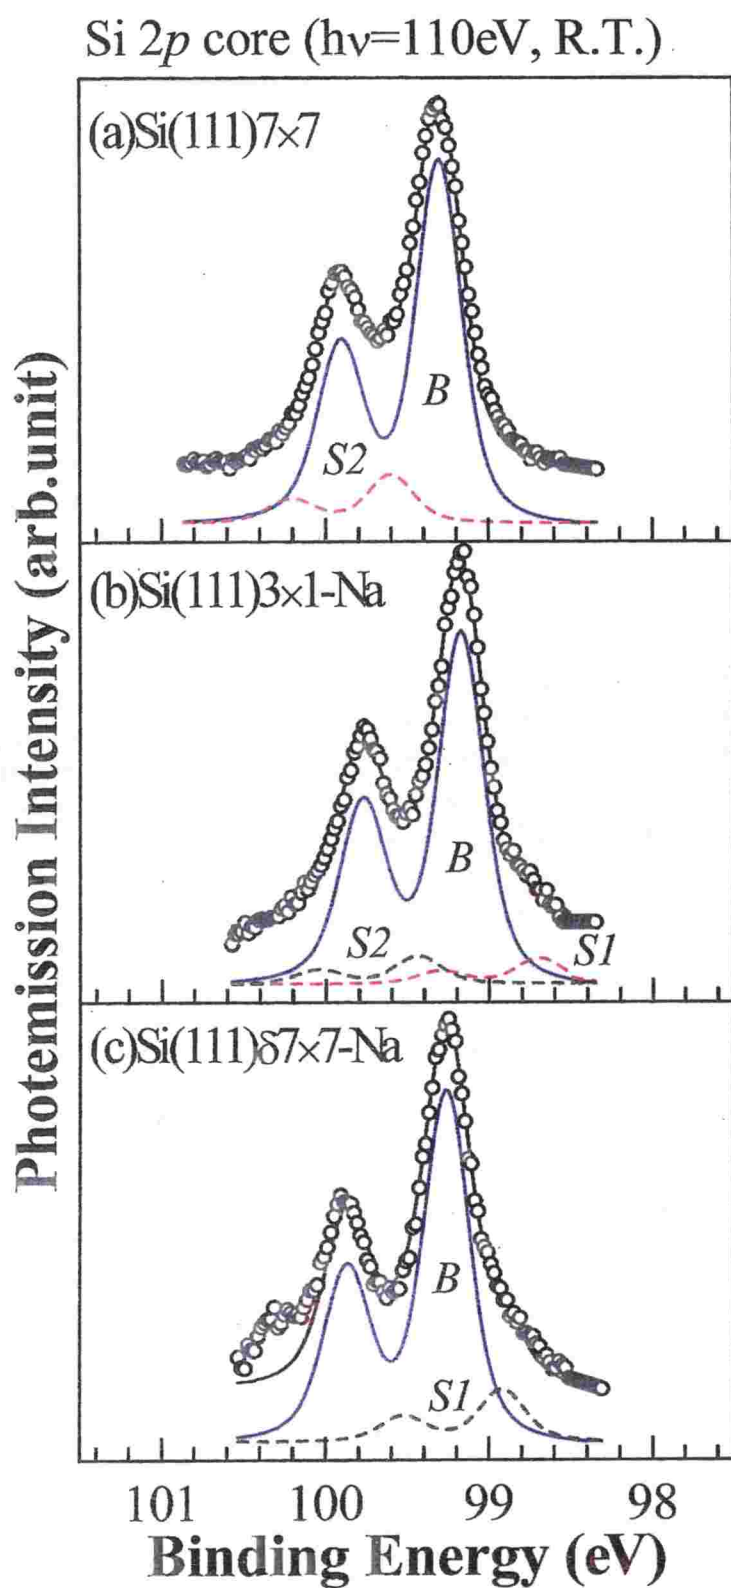 Si 2p core (hν=110eV, R.T.)
(a)Si(111)7×7
B
S2
(b)Si(111)3×1-Na
B
S2
S1
(c)Si(111)δ7×7-Na
B
S1
101 100 99 98
Binding Energy (eV)
Photemission Intensity (arb.unit)